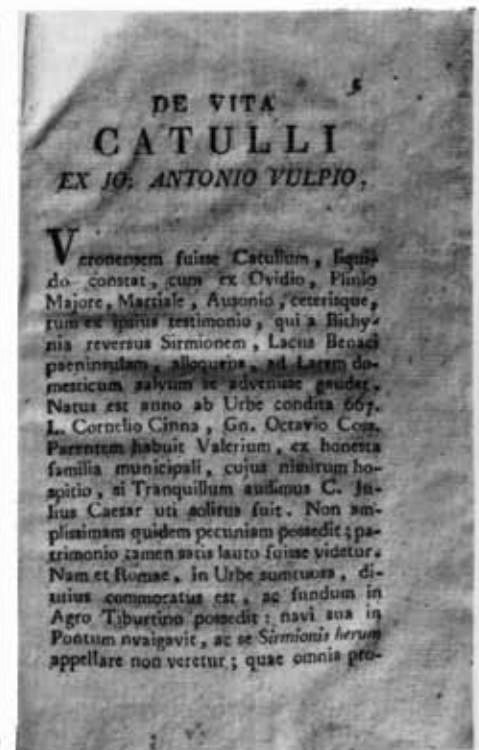 5
DE VITA
CATULLI
EX JO: ANTONIO VULPIO.
Veronensem fuisse Catullum, liqui-
do constat, cum ex Ovidio, Plinio
Majore, Martiale, Ausonio, ceterisque,
tum ex ipsius testimonio, qui a Bithy-
nia reversus Sirmionem, Lacus Benaci
paeninsulam, alloquens, ad Larem do-
mesticum salvum se advenisse gaudet.
Natus est anno ab Urbe condita 667.
L. Cornelio Cinna, Gn. Octavio Coss.
Parentem habuit Valerium, ex honesta
familia municipali, cujus nimirum ho-
spitio, si Tranquillum audimus C. Ju-
lius Caesar uti solitus fuit. Non am-
plissimam quidem pecuniam possedit; pa-
trimonio tamen satis lauto fuisse videtur.
Nam et Romae, in Urbe sumtuosa, di-
utius commoratus est, ac fundum in
Agro Tiburtino possedit: navi sua in
Pontum nvaigavit, ac se Sirmionis herum
appellare non veretur; quae omnia pro-